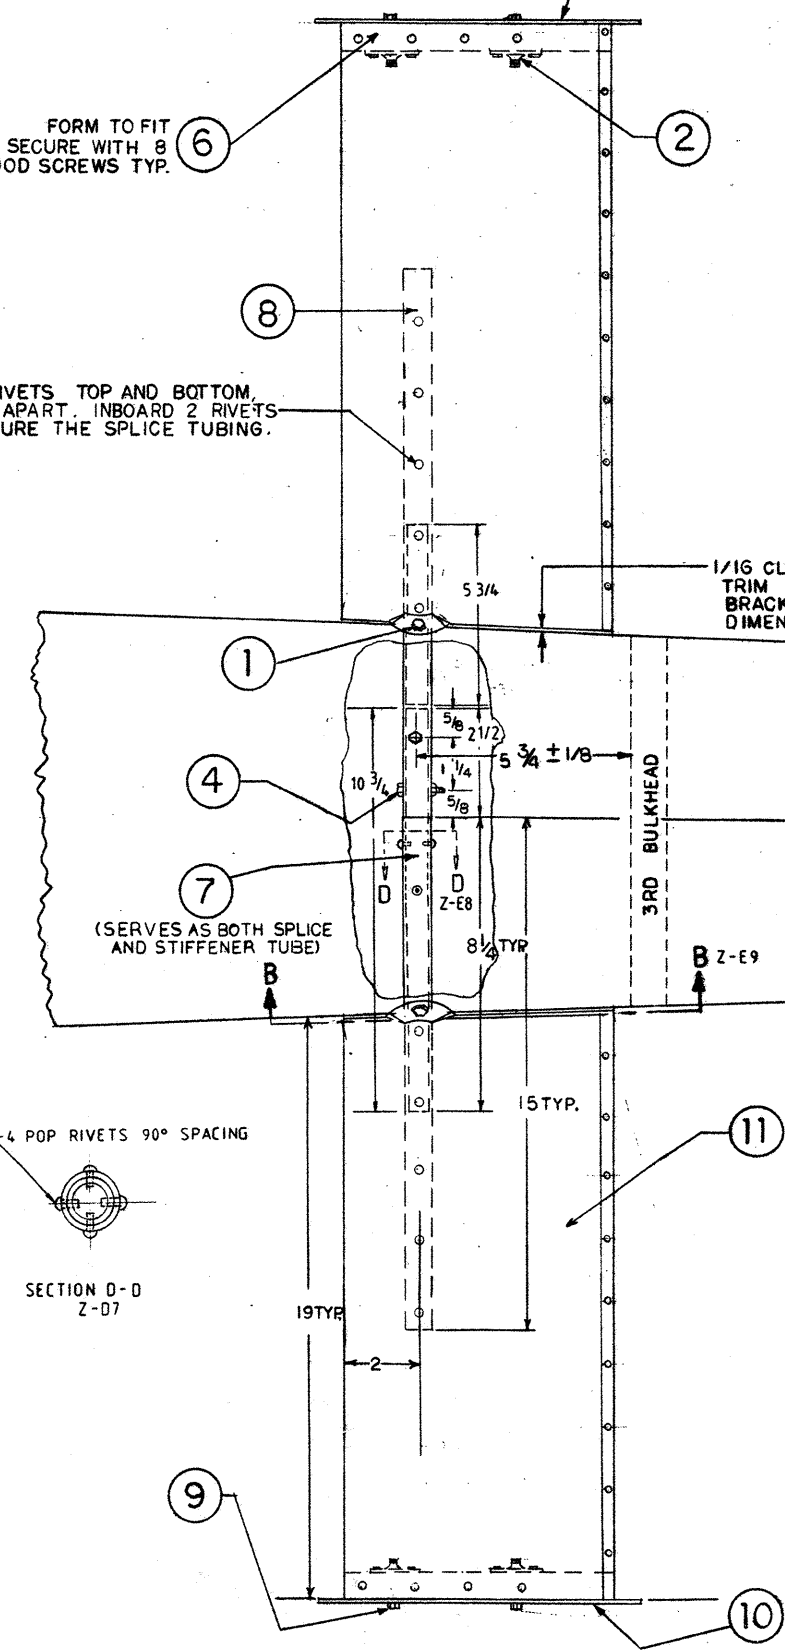 FORM TO FIT
SECURE WITH 8
OOD SCREWS TYP.
6
2
8
IVETS TOP AND BOTTOM,
APART. INBOARD 2 RIVETS
URE THE SPLICE TUBING.
5 3/4
1/16 CL
TRIM
BRACK
DIMEN
1
5/8
2 1/2
5 3/4 ± 1/8
10 3/4
1/4
4
5/8
3RD BULKHEAD
7
D
D
Z-E8
(SERVES AS BOTH SPLICE
AND STIFFENER TUBE)
8 1/4 TYP
B
B Z-E9
15 TYP.
-4 POP RIVETS 90° SPACING
11
SECTION D-D
Z-D7
19 TYP.
2
9
10